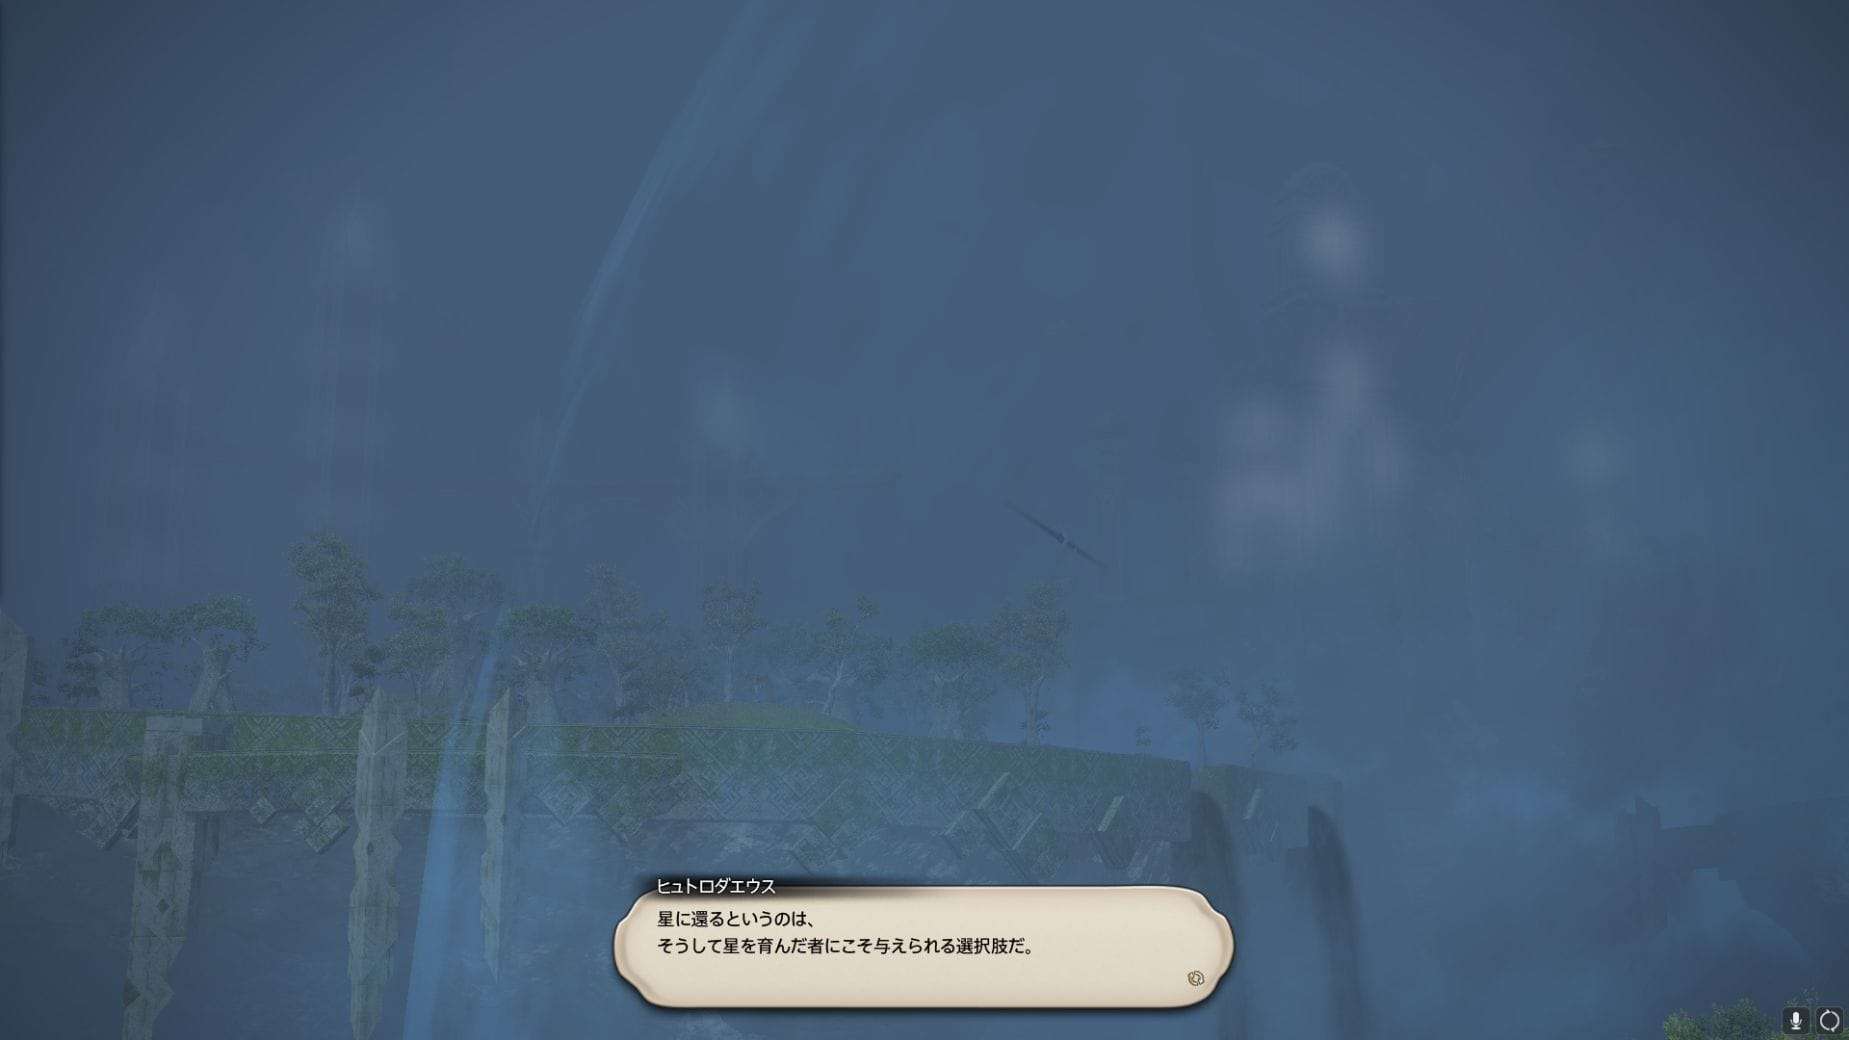 ヒュトロダエウス
星に還るというのは、
そうして星を育んだ者にこそ与えられる選択肢だ。